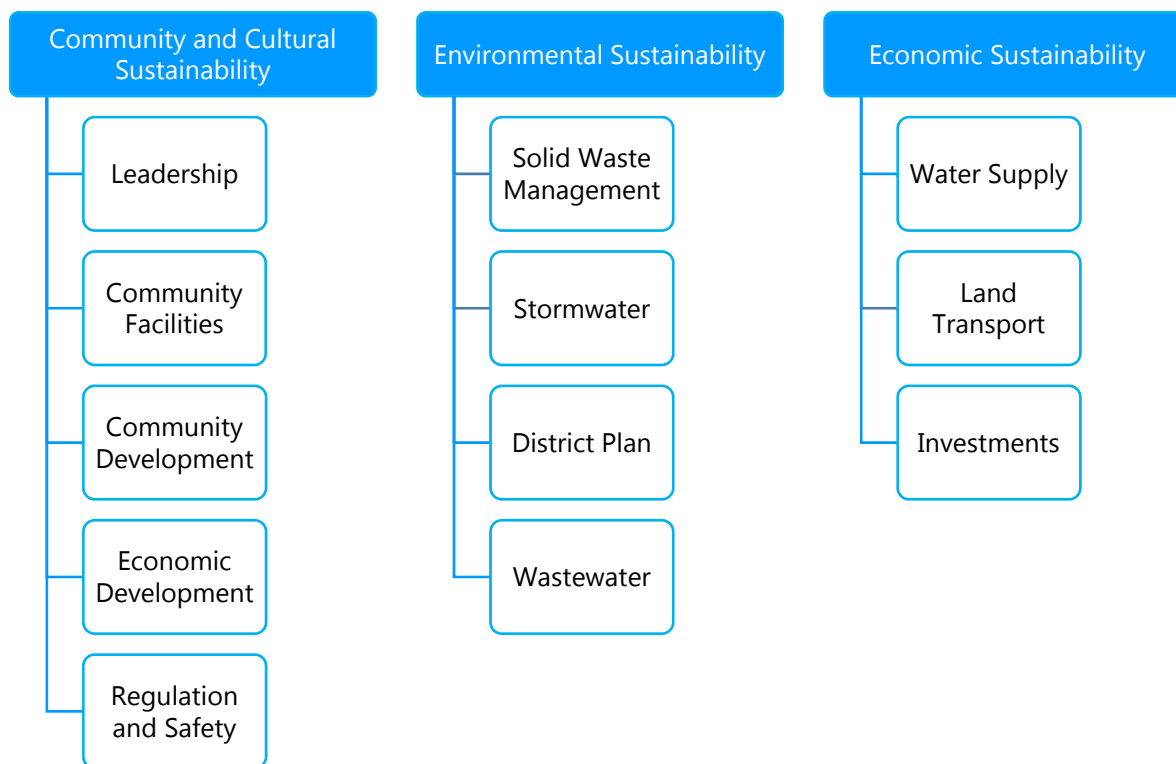 Community and Cultural
Sustainability
Leadership
Community
Facilities
Community
Development
Economic
Development
Regulation
and Safety
Environmental Sustainability
Solid Waste
Management
Stormwater
District Plan
Wastewater
Economic Sustainability
Water Supply
Land
Transport
Investments